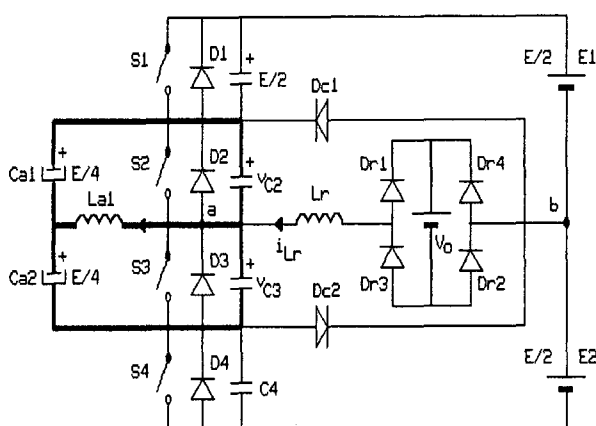 S1 D1 + E/2 E/2 E1
Dc1
Ca1 + E/4 S2 D2 + vC2 Dr1 Dr4
La1 a Lr b
iLr Vo
Ca2 + E/4 S3 D3 + vC3 Dr3 Dr2
Dc2
S4 D4 C4 E/2 E2